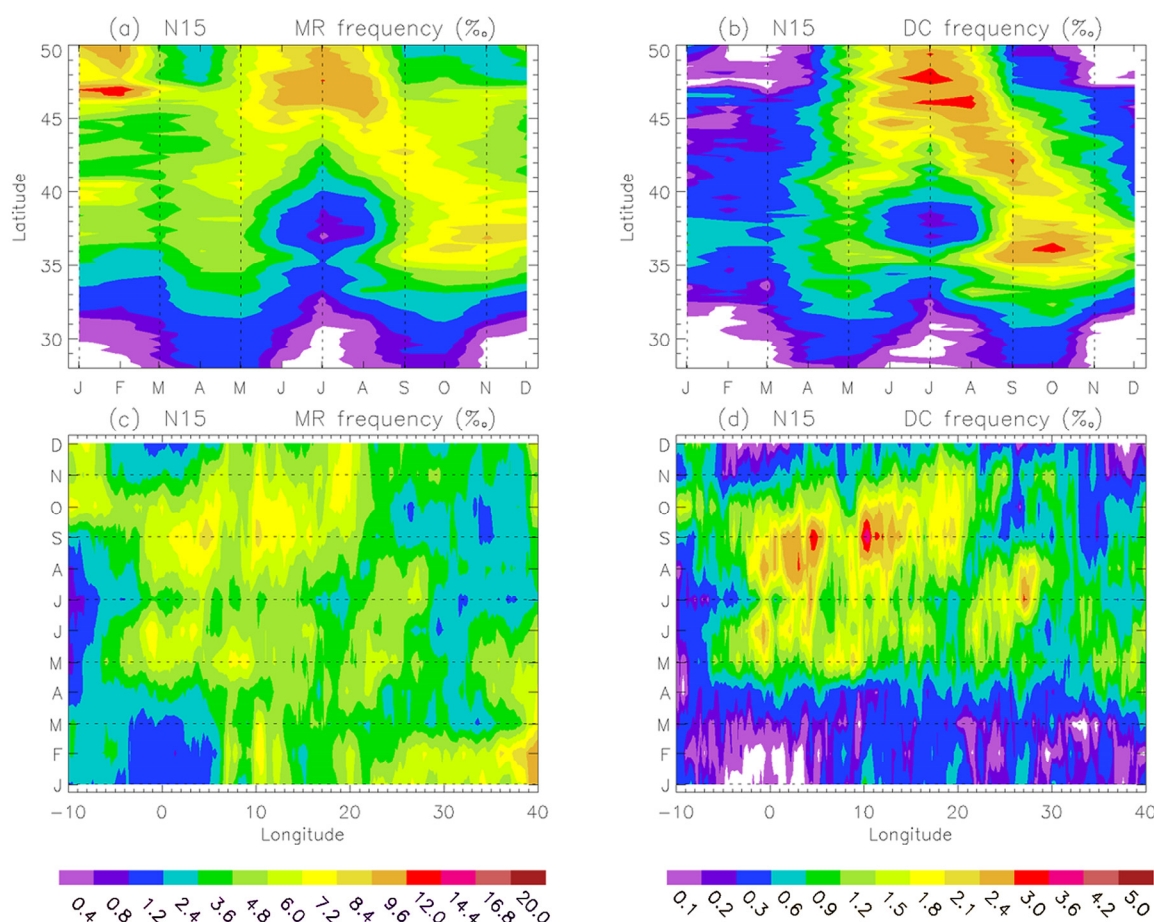 (a) N15 MR frequency (‰)
(b) N15 DC frequency (‰)
50
45
40
35
30
Latitude
J F M A M J J S O N D
50
45
40
35
30
Latitude
J F M A M J J S O N D
(c) N15 MR frequency (‰)
(d) N15 DC frequency (‰)
D
N
O
S
A
J
J
M
A
M
F
J
-10 0 10 20 30 40
Longitude
D
N
O
S
A
J
J
M
A
M
F
J
-10 0 10 20 30 40
Longitude
0.4 0.8 1.2 2.4 3.6 4.8 6.0 7.2 8.4 9.6 12.0 14.4 16.8 20.0
0.1 0.2 0.3 0.6 0.9 1.2 1.5 1.8 2.1 2.4 3.0 3.6 4.2 5.0